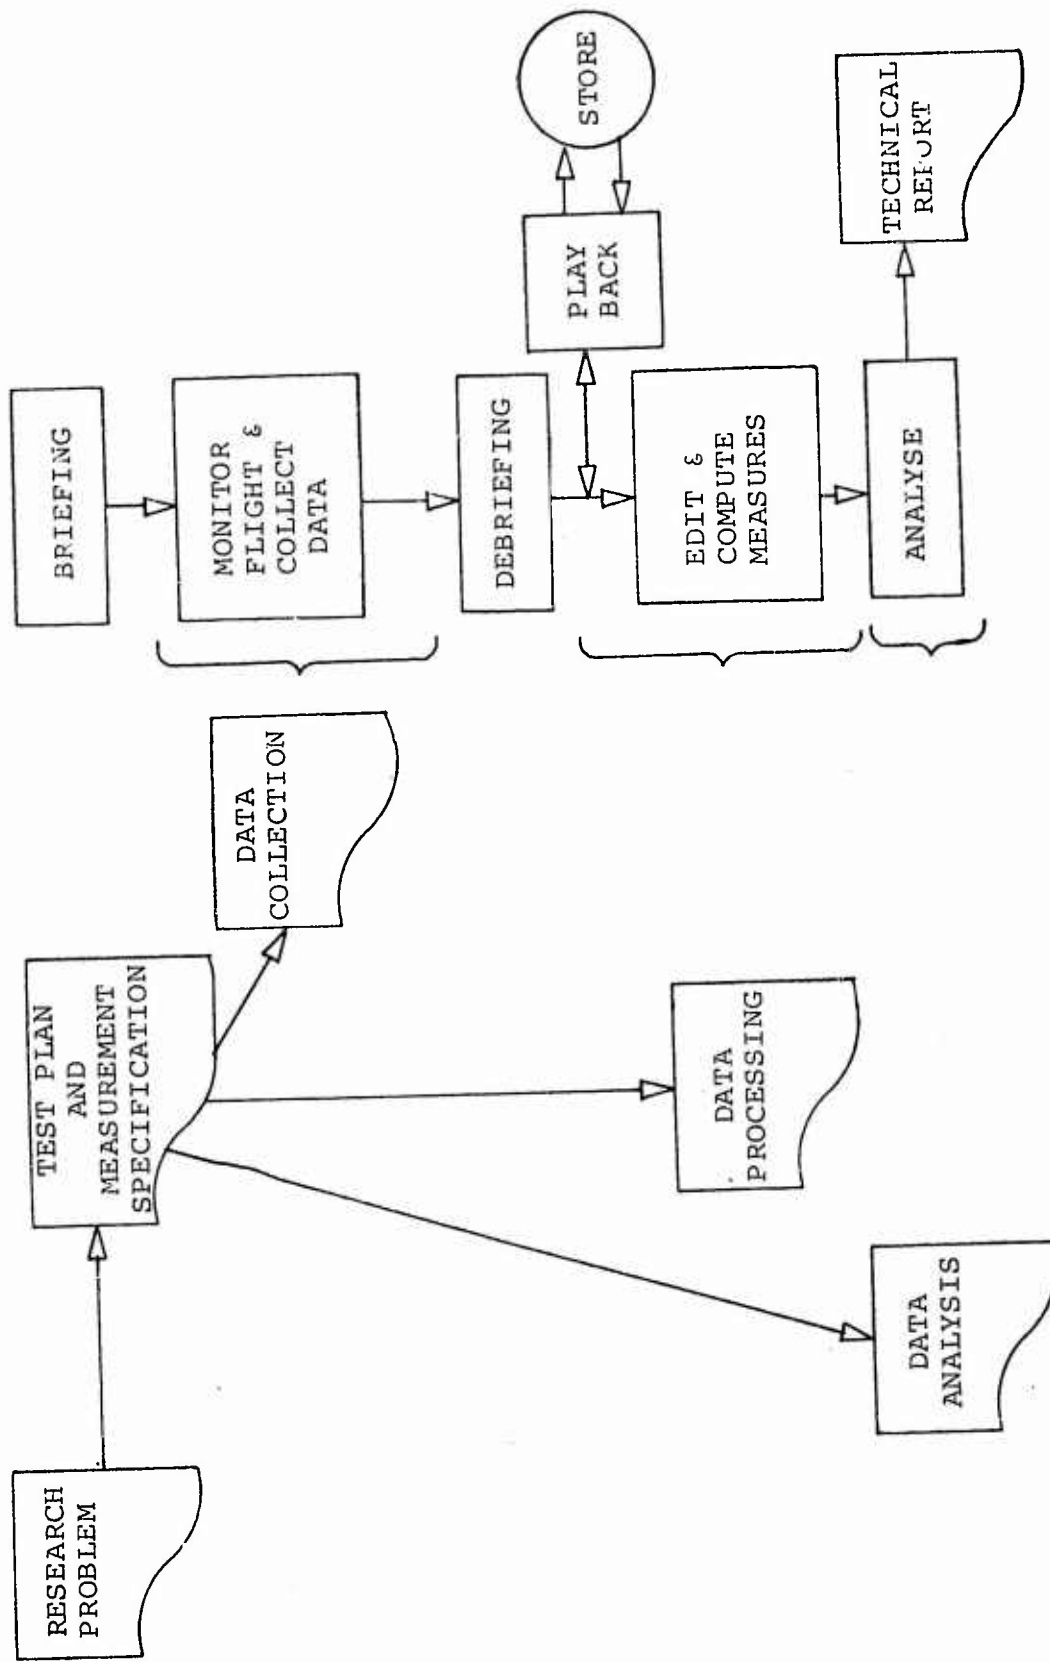 RESEARCH
PROBLEM
TEST PLAN
AND
MEASUREMENT
SPECIFICATION
DATA
COLLECTION
DATA
PROCESSING
DATA
ANALYSIS
BRIEFING
MONITOR
FLIGHT &
COLLECT
DATA
DEBRIEFING
PLAY
BACK
STORE
EDIT &
COMPUTE
MEASURES
ANALYSE
TECHNICAL
REPORT